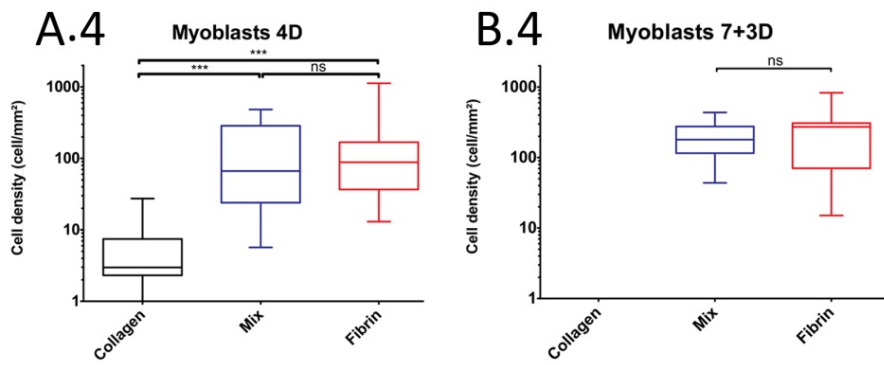 A.4
Myoblasts 4D
***
***
ns
Cell density (cell/mm²)
1000
100
10
1
Collagen
Mix
Fibrin
B.4
Myoblasts 7+3D
ns
Cell density (cell/mm²)
1000
100
10
1
Collagen
Mix
Fibrin